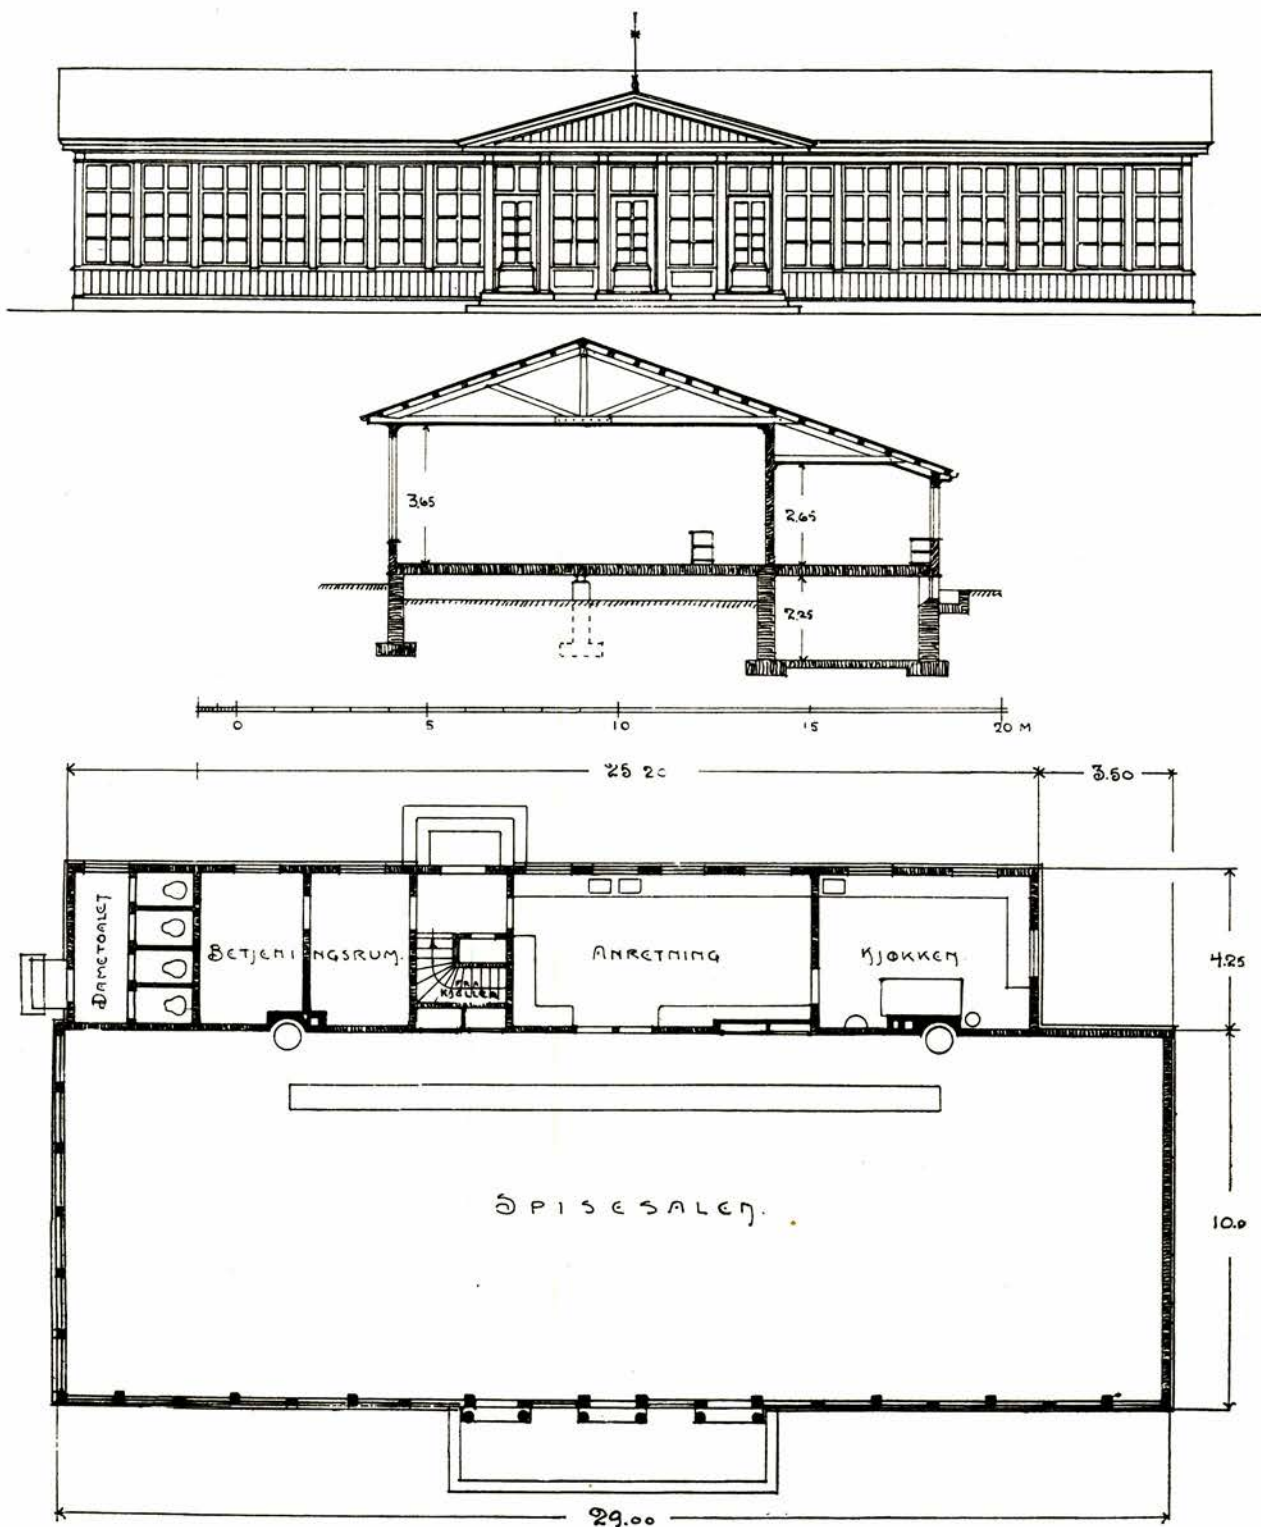 3.65
2.65
2.25
0 5 10 15 20 M
25 20 3.50
DAMETOALET
BETJENINGSRUM.
FRA
KJÆLLER
ANRETNING
KJØKKEN
4.25
SPISESALEN.
10.0
29.00